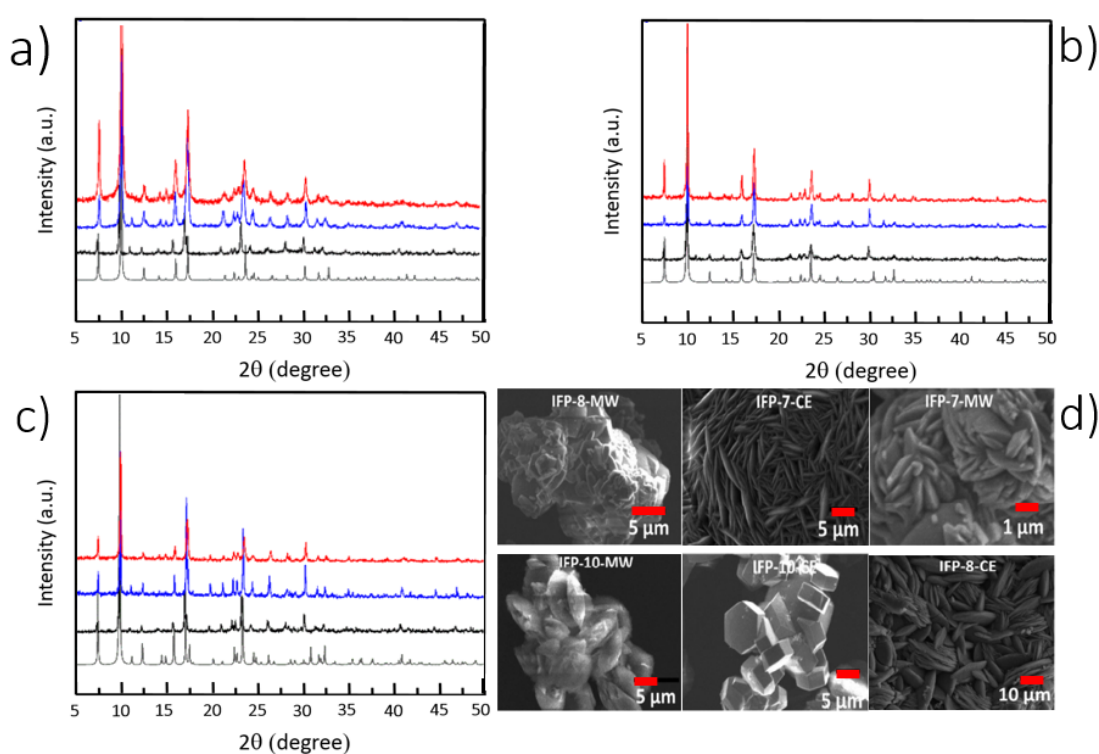 a)
Intensity (a.u.)
5 10 15 20 25 30 35 40 45 50
2θ (degree)
b)
Intensity (a.u.)
5 10 15 20 25 30 35 40 45 50
2θ (degree)
c)
Intensity (a.u.)
5 10 15 20 25 30 35 40 45 50
2θ (degree)
d)
IFP-8-MW
5 µm
IFP-7-CE
5 µm
IFP-7-MW
1 µm
IFP-10-MW
5 µm
IFP-10-CE
5 µm
IFP-8-CE
10 µm